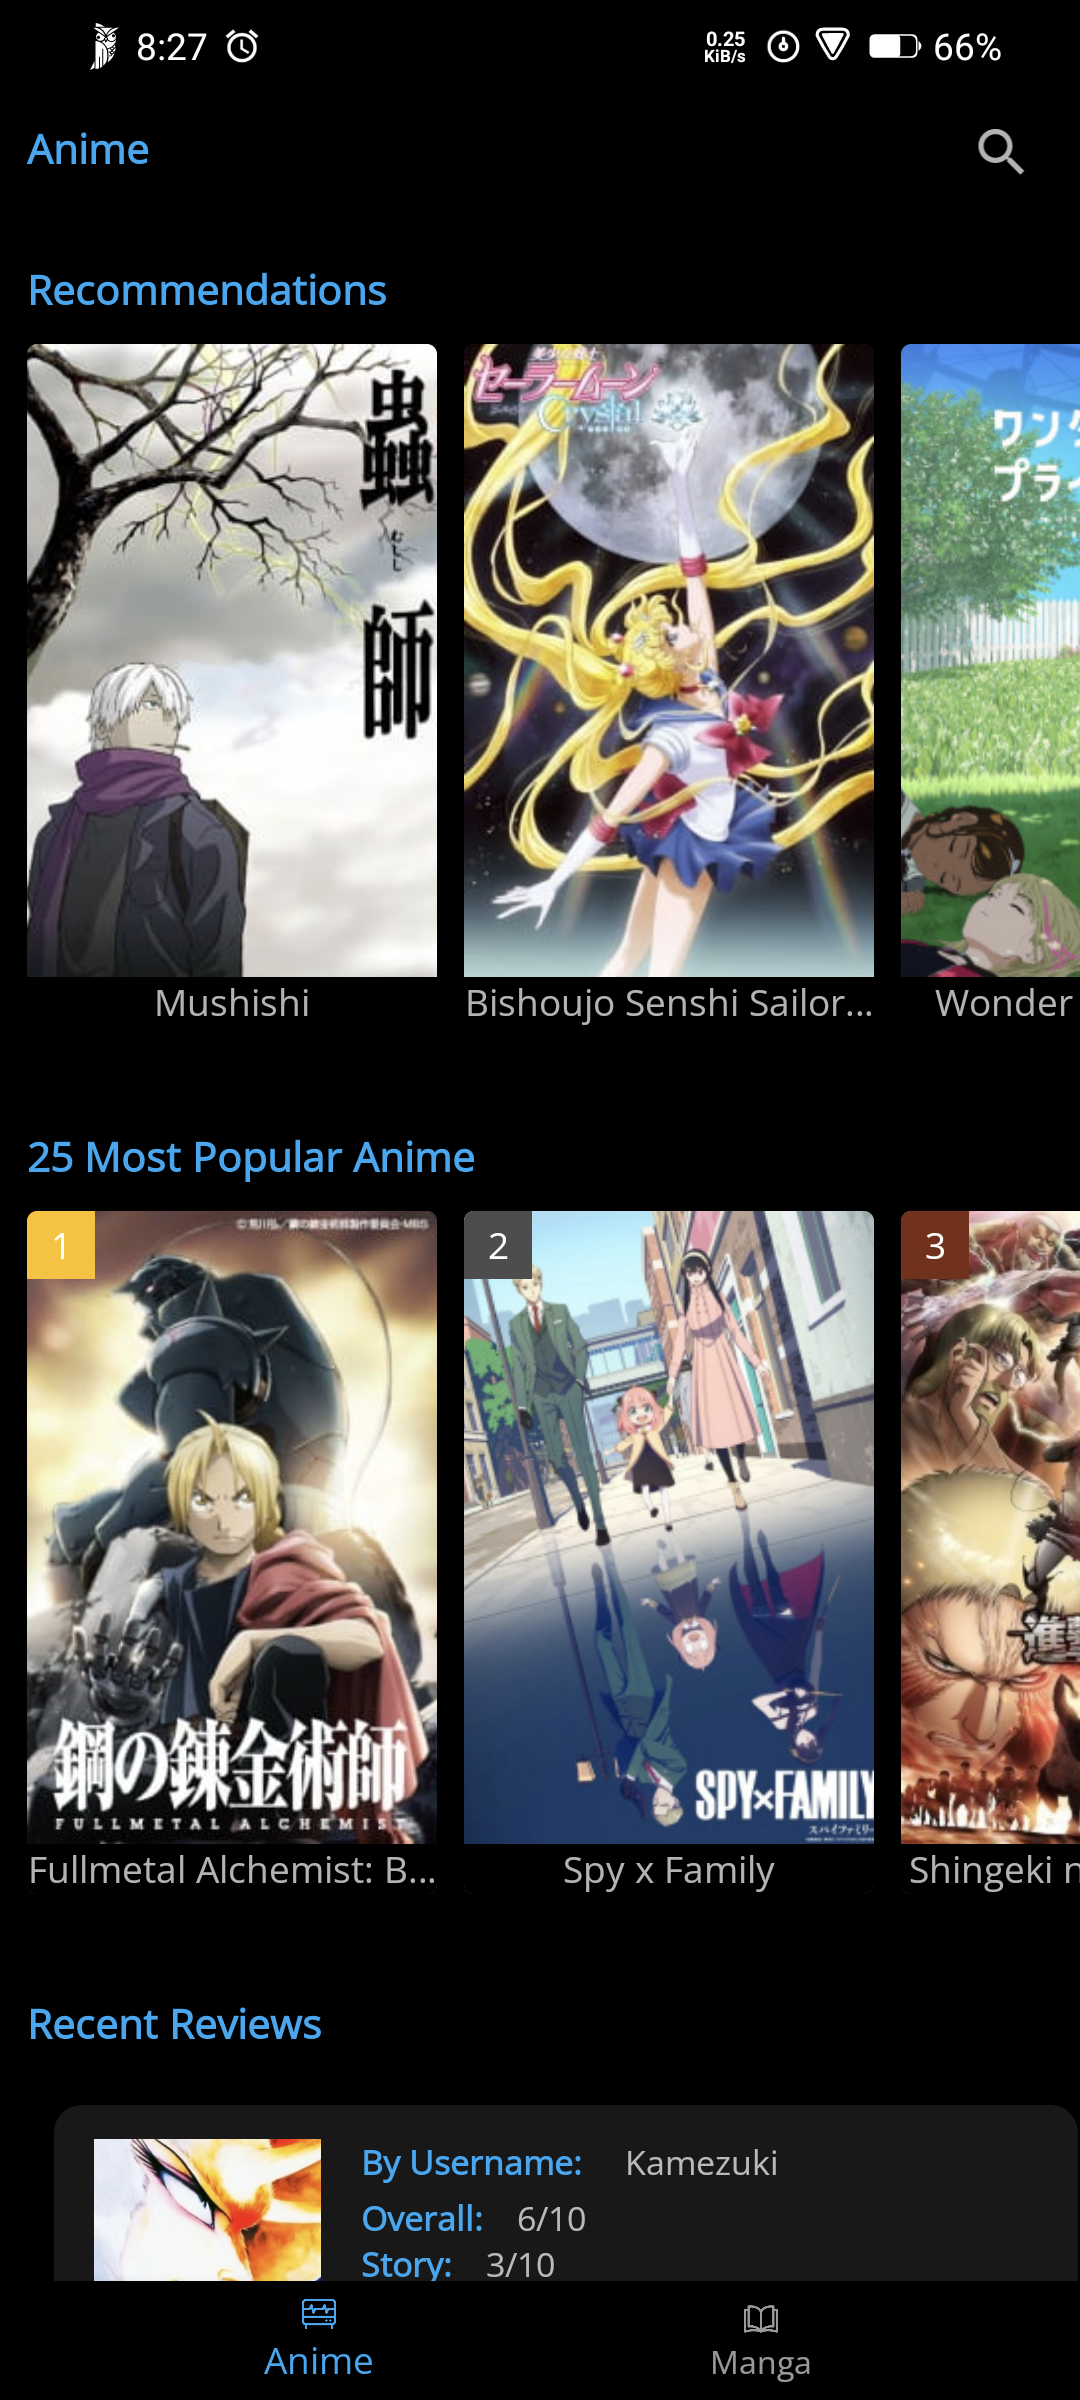 8:27
0.25
KiB/s
66%
Anime
Recommendations
蟲
むし
師
セーラームーン
Crystal
ワン
プライ
Mushishi
Bishoujo Senshi Sailor...
Wonder
25 Most Popular Anime
1
2
3
鋼の錬金術師
FULLMETAL ALCHEMIST
SPY×FAMILY
スパイファミリー
進撃
Fullmetal Alchemist: B...
Spy x Family
Shingeki n
Recent Reviews
By Username: Kamezuki
Overall: 6/10
Story: 3/10
Anime
Manga